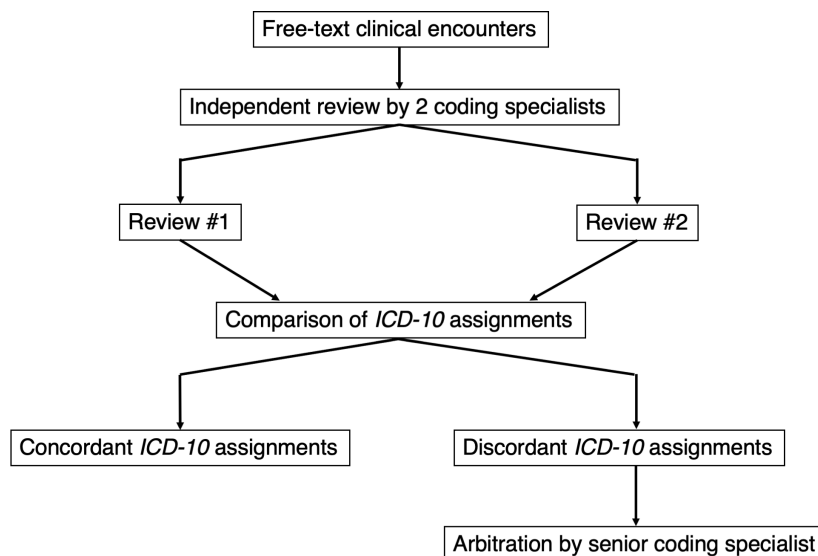 Free-text clinical encounters
Independent review by 2 coding specialists
Review #1
Review #2
Comparison of ICD-10 assignments
Concordant ICD-10 assignments
Discordant ICD-10 assignments
Arbitration by senior coding specialist